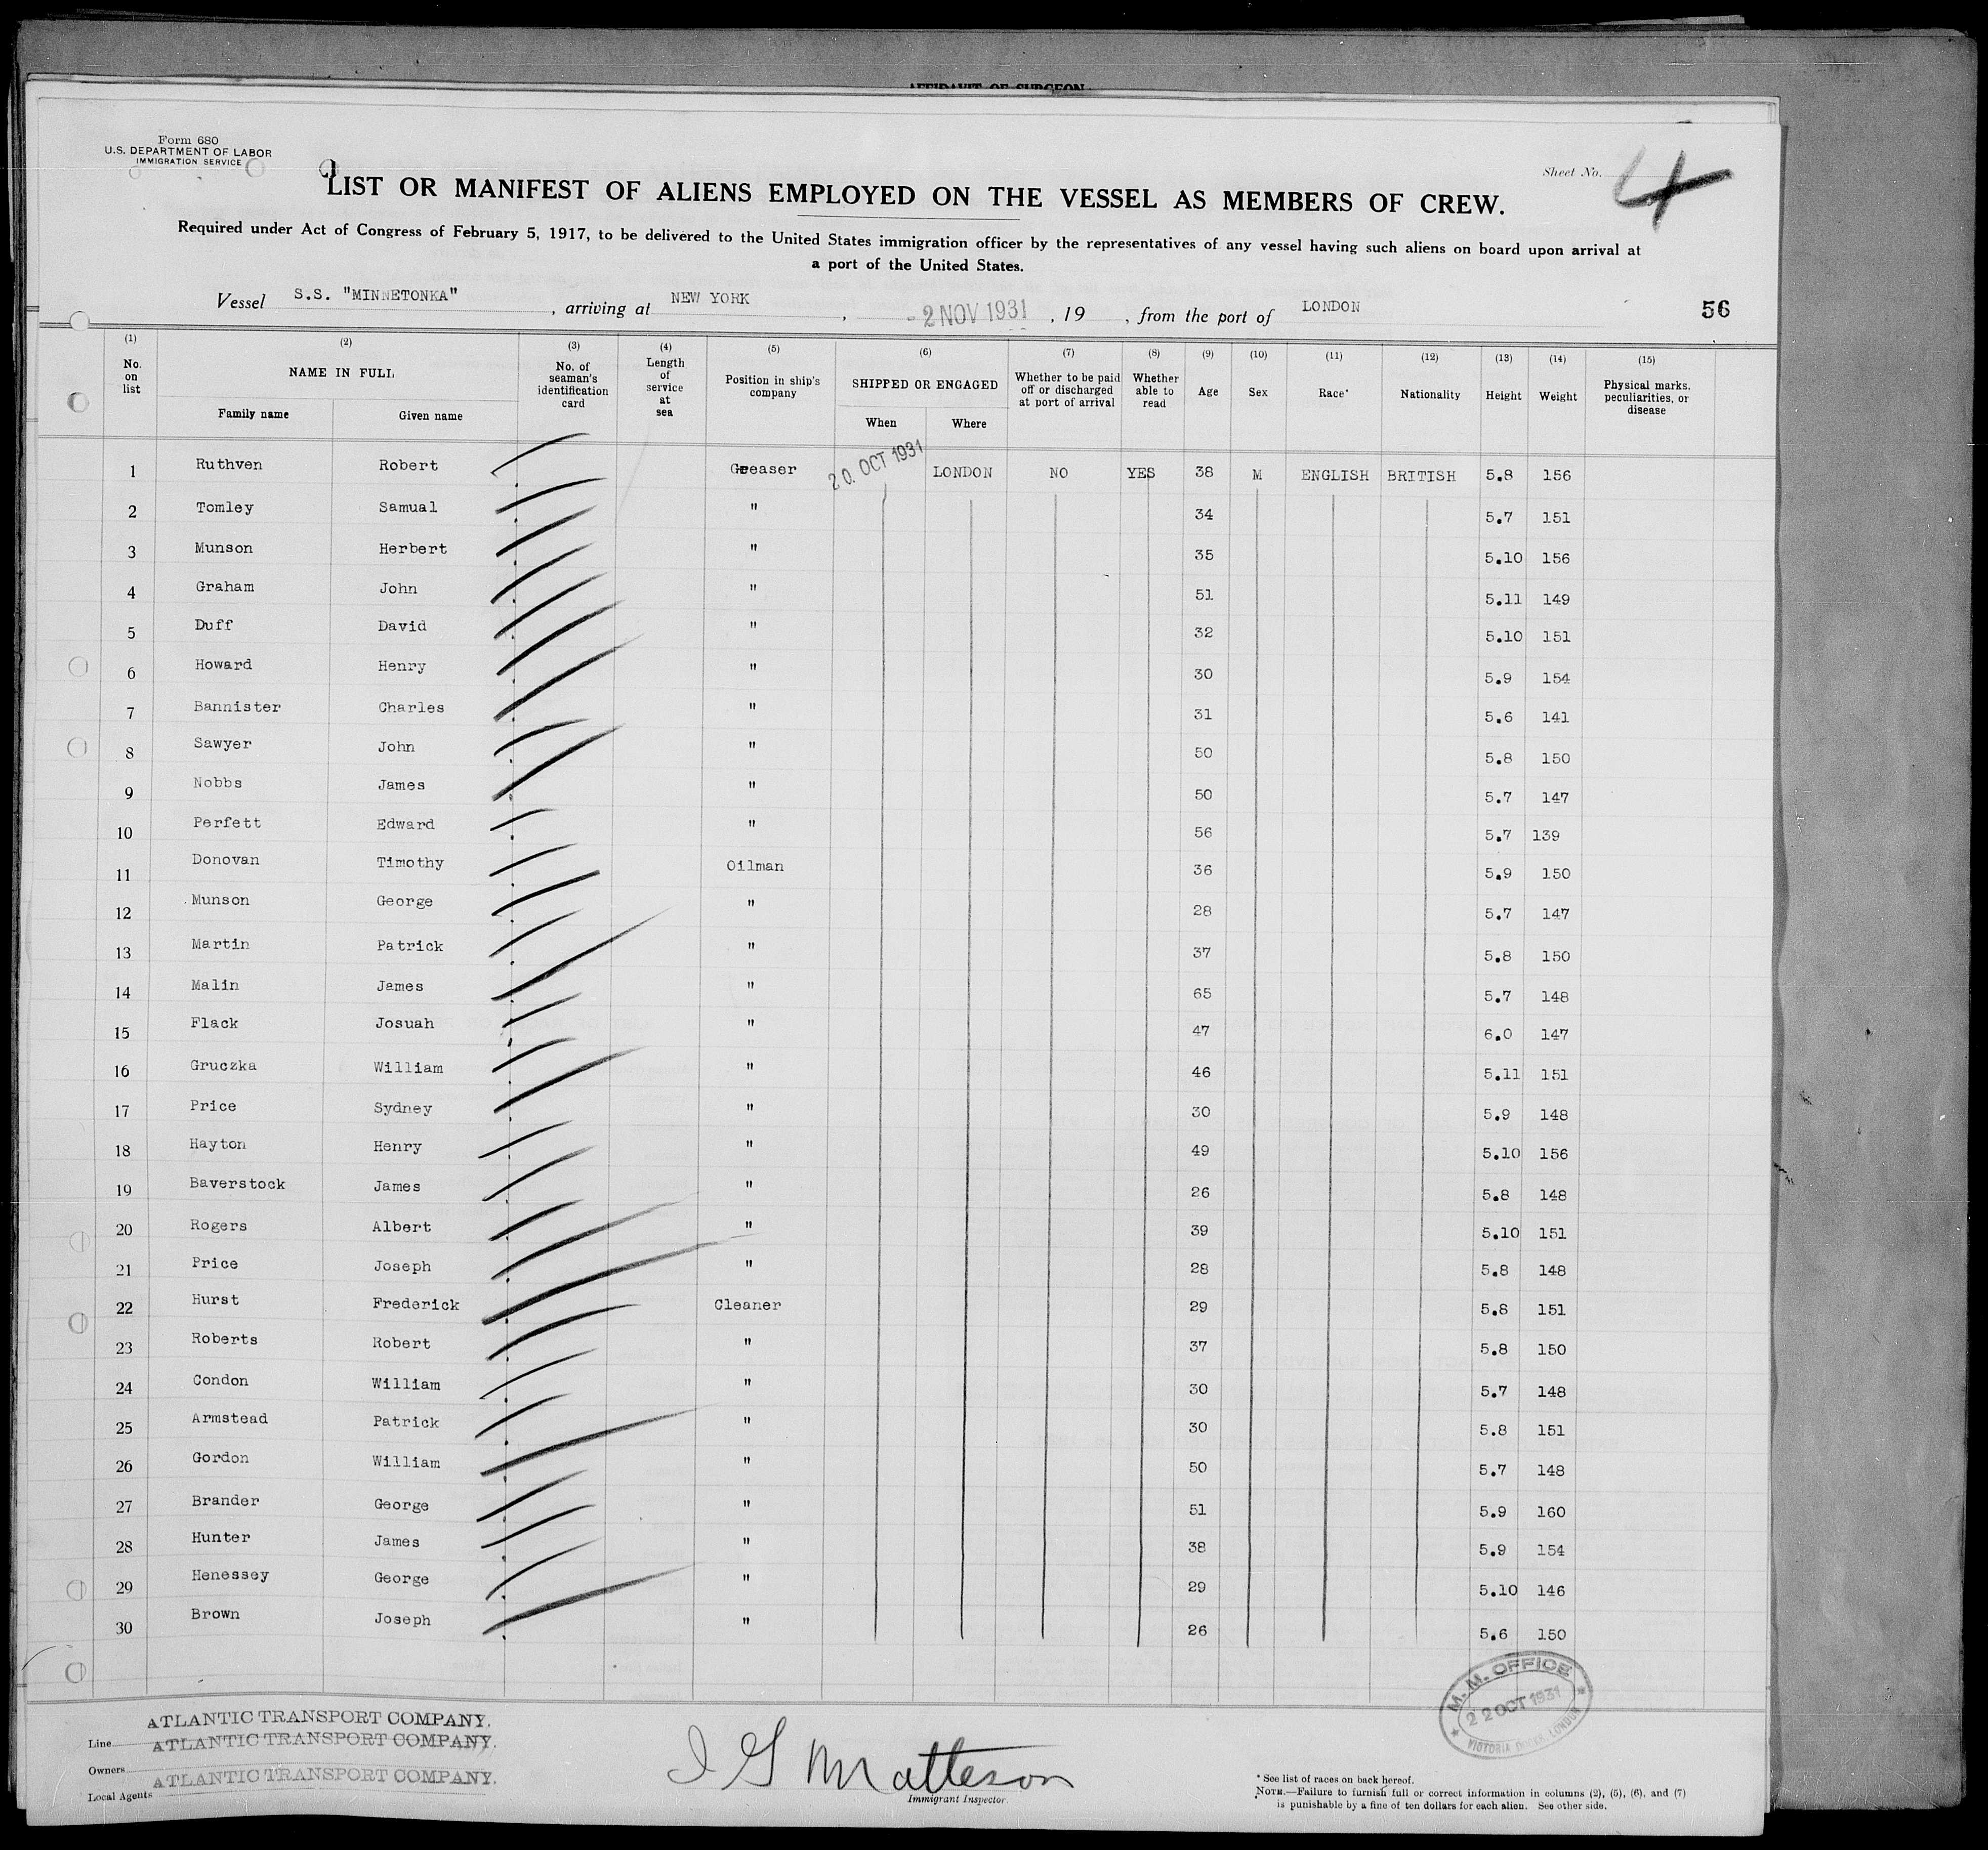 AFFIDAVIT OF SURGEON
Form 680
U.S. DEPARTMENT OF LABOR
IMMIGRATION SERVICE
Sheet No. 4
LIST OR MANIFEST OF ALIENS EMPLOYED ON THE VESSEL AS MEMBERS OF CREW.
Required under Act of Congress of February 5, 1917, to be delivered to the United States immigration officer by the representatives of any vessel having such aliens on board upon arrival at
a port of the United States.
Vessel S.S. "MINNETONKA" , arriving at NEW YORK , - 2 NOV 1931 , 19 , from the port of LONDON 56
(1) (2) (3) (4) (5) (6) (7) (8) (9) (10) (11) (12) (13) (14) (15)
No. on list NAME IN FULL Family name Given name No. of seaman's identification card Length of service at sea Position in ship's company SHIPPED OR ENGAGED When Where Whether to be paid off or discharged at port of arrival Whether able to read Age Sex Race* Nationality Height Weight Physical marks, peculiarities, or disease
1 Ruthven Robert Greaser 20 OCT 1931 LONDON NO YES 38 M ENGLISH BRITISH 5.8 156
2 Tomley Samual " 34 5.7 151
3 Munson Herbert " 35 5.10 156
4 Graham John " 51 5.11 149
5 Duff David " 32 5.10 151
6 Howard Henry " 30 5.9 154
7 Bannister Charles " 31 5.6 141
8 Sawyer John " 50 5.8 150
9 Nobbs James " 50 5.7 147
10 Perfett Edward " 56 5.7 139
11 Donovan Timothy Oilman 36 5.9 150
12 Munson George " 28 5.7 147
13 Martin Patrick " 37 5.8 150
14 Malin James " 65 5.7 148
15 Flack Josuah " 47 6.0 147
16 Gruczka William " 46 5.11 151
17 Price Sydney " 30 5.9 148
18 Hayton Henry " 49 5.10 156
19 Baverstock James " 26 5.8 148
20 Rogers Albert " 39 5.10 151
21 Price Joseph " 28 5.8 148
22 Hurst Frederick Cleaner 29 5.8 151
23 Roberts Robert " 37 5.8 150
24 Condon William " 30 5.7 148
25 Armstead Patrick " 30 5.8 151
26 Gordon William " 50 5.7 148
27 Brander George " 51 5.9 160
28 Hunter James " 38 5.9 154
29 Henessey George " 29 5.10 146
30 Brown Joseph " 26 5.6 150
M. M. OFFICE
22 OCT 1931
VICTORIA DOCK, LONDON
Line ATLANTIC TRANSPORT COMPANY.
Owners ATLANTIC TRANSPORT COMPANY.
Local Agents ATLANTIC TRANSPORT COMPANY.
I G Matteson
Immigrant Inspector.
* See list of races on back hereof.
NOTE.—Failure to furnish full or correct information in columns (2), (5), (6), and (7)
is punishable by a fine of ten dollars for each alien. See other side.